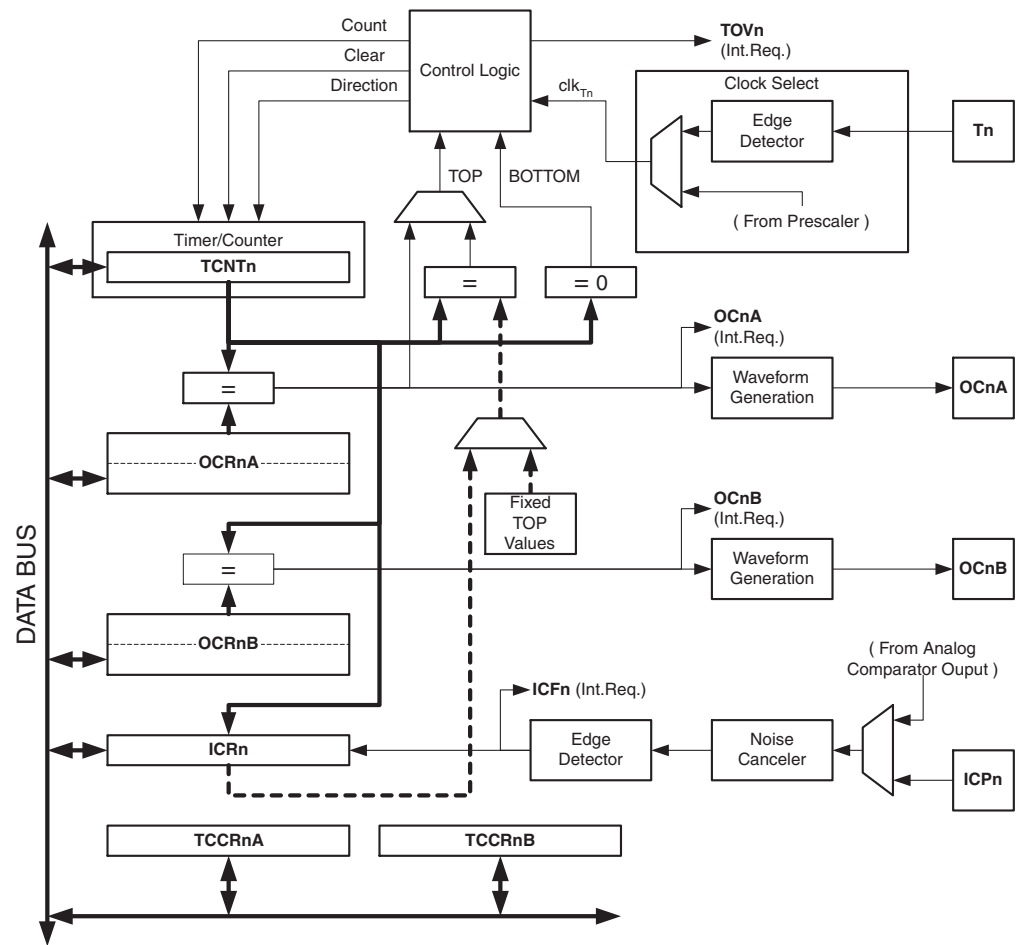 Count
Clear
Direction
Control Logic
TOVn
(Int.Req.)
clkTn
Clock Select
Edge
Detector
Tn
( From Prescaler )
TOP
BOTTOM
Timer/Counter
TCNTn
=
= 0
OCnA
(Int.Req.)
=
Waveform
Generation
OCnA
OCRnA
Fixed
TOP
Values
OCnB
(Int.Req.)
=
Waveform
Generation
OCnB
OCRnB
DATA BUS
( From Analog
Comparator Ouput )
ICFn (Int.Req.)
ICRn
Edge
Detector
Noise
Canceler
ICPn
TCCRnA
TCCRnB